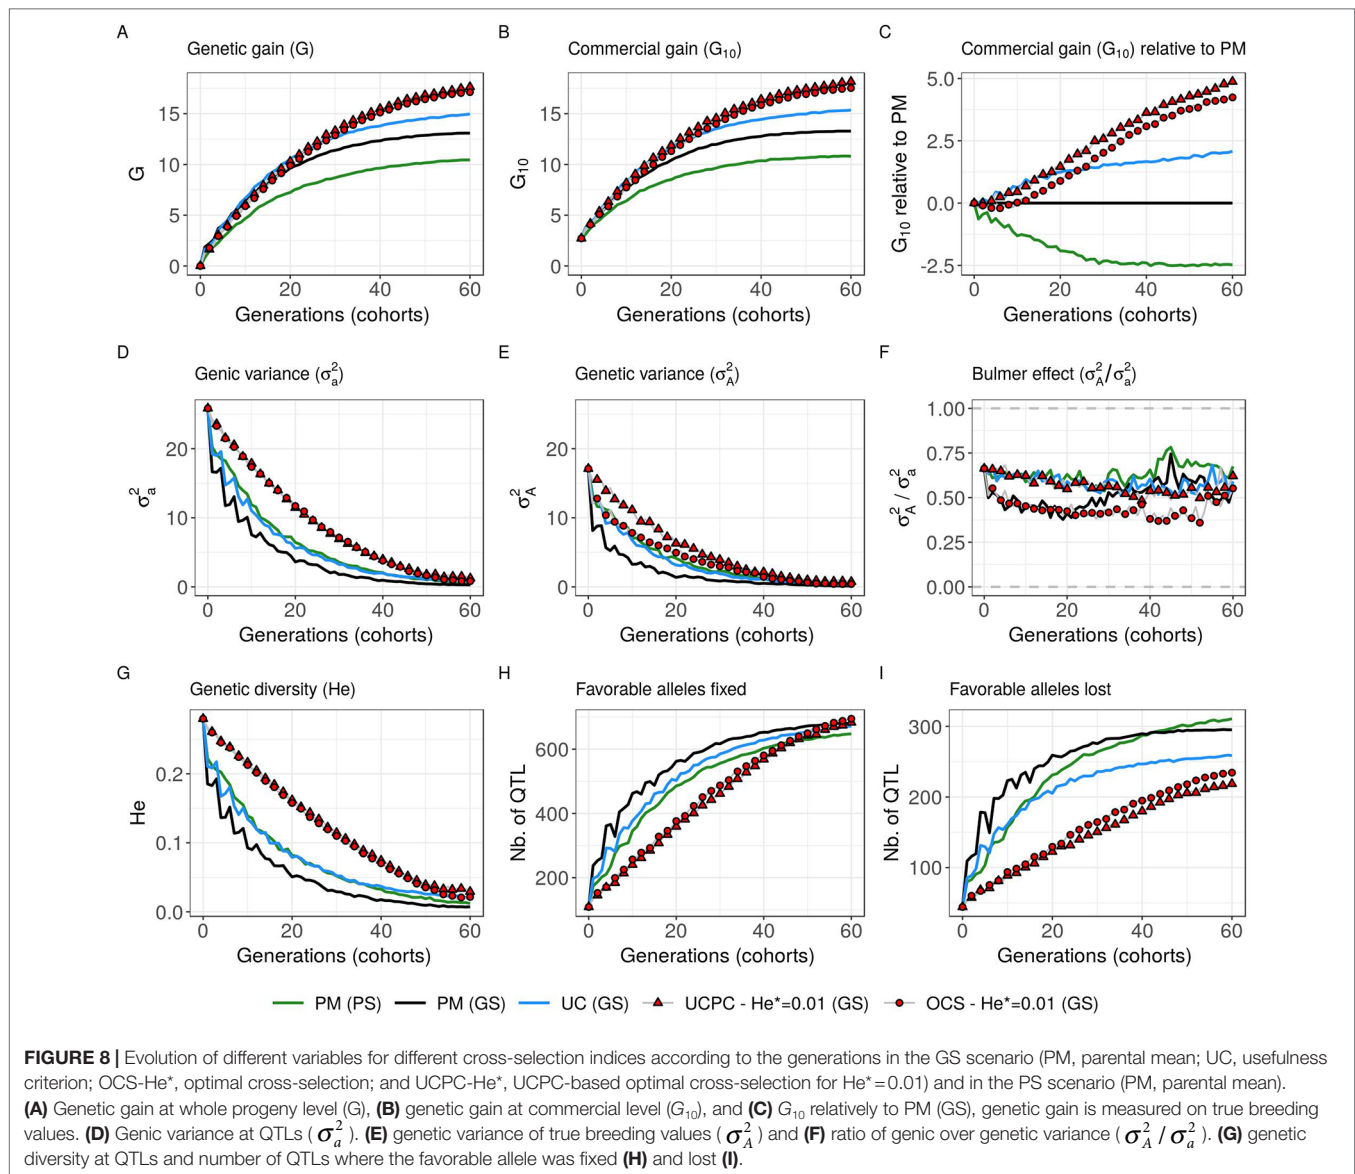 A
Genetic gain (G)
15
10
5
0
G
0 20 40 60
Generations (cohorts)
B
Commercial gain (G₁₀)
15
10
5
0
G₁₀
0 20 40 60
Generations (cohorts)
C
Commercial gain (G₁₀) relative to PM
5.0
2.5
0.0
-2.5
G₁₀ relative to PM
0 20 40 60
Generations (cohorts)
D
Genic variance (σ²ₐ)
20
10
0
σ²ₐ
0 20 40 60
Generations (cohorts)
E
Genetic variance (σ²_A)
20
10
0
σ²_A
0 20 40 60
Generations (cohorts)
F
Bulmer effect (σ²_A/σ²ₐ)
1.00
0.75
0.50
0.25
0.00
σ²_A / σ²ₐ
0 20 40 60
Generations (cohorts)
G
Genetic diversity (He)
0.2
0.1
0.0
He
0 20 40 60
Generations (cohorts)
H
Favorable alleles fixed
600
400
200
Nb. of QTL
0 20 40 60
Generations (cohorts)
I
Favorable alleles lost
300
200
100
Nb. of QTL
0 20 40 60
Generations (cohorts)
PM (PS) PM (GS) UC (GS) UCPC - He*=0.01 (GS) OCS - He*=0.01 (GS)
FIGURE 8 | Evolution of different variables for different cross-selection indices according to the generations in the GS scenario (PM, parental mean; UC, usefulness
criterion; OCS-He*, optimal cross-selection; and UCPC-He*, UCPC-based optimal cross-selection for He* = 0.01) and in the PS scenario (PM, parental mean).
(A) Genetic gain at whole progeny level (G), (B) genetic gain at commercial level (G₁₀), and (C) G₁₀ relatively to PM (GS), genetic gain is measured on true breeding
values. (D) Genic variance at QTLs (σ²ₐ). (E) genetic variance of true breeding values (σ²_A) and (F) ratio of genic over genetic variance (σ²_A / σ²ₐ). (G) genetic
diversity at QTLs and number of QTLs where the favorable allele was fixed (H) and lost (I).